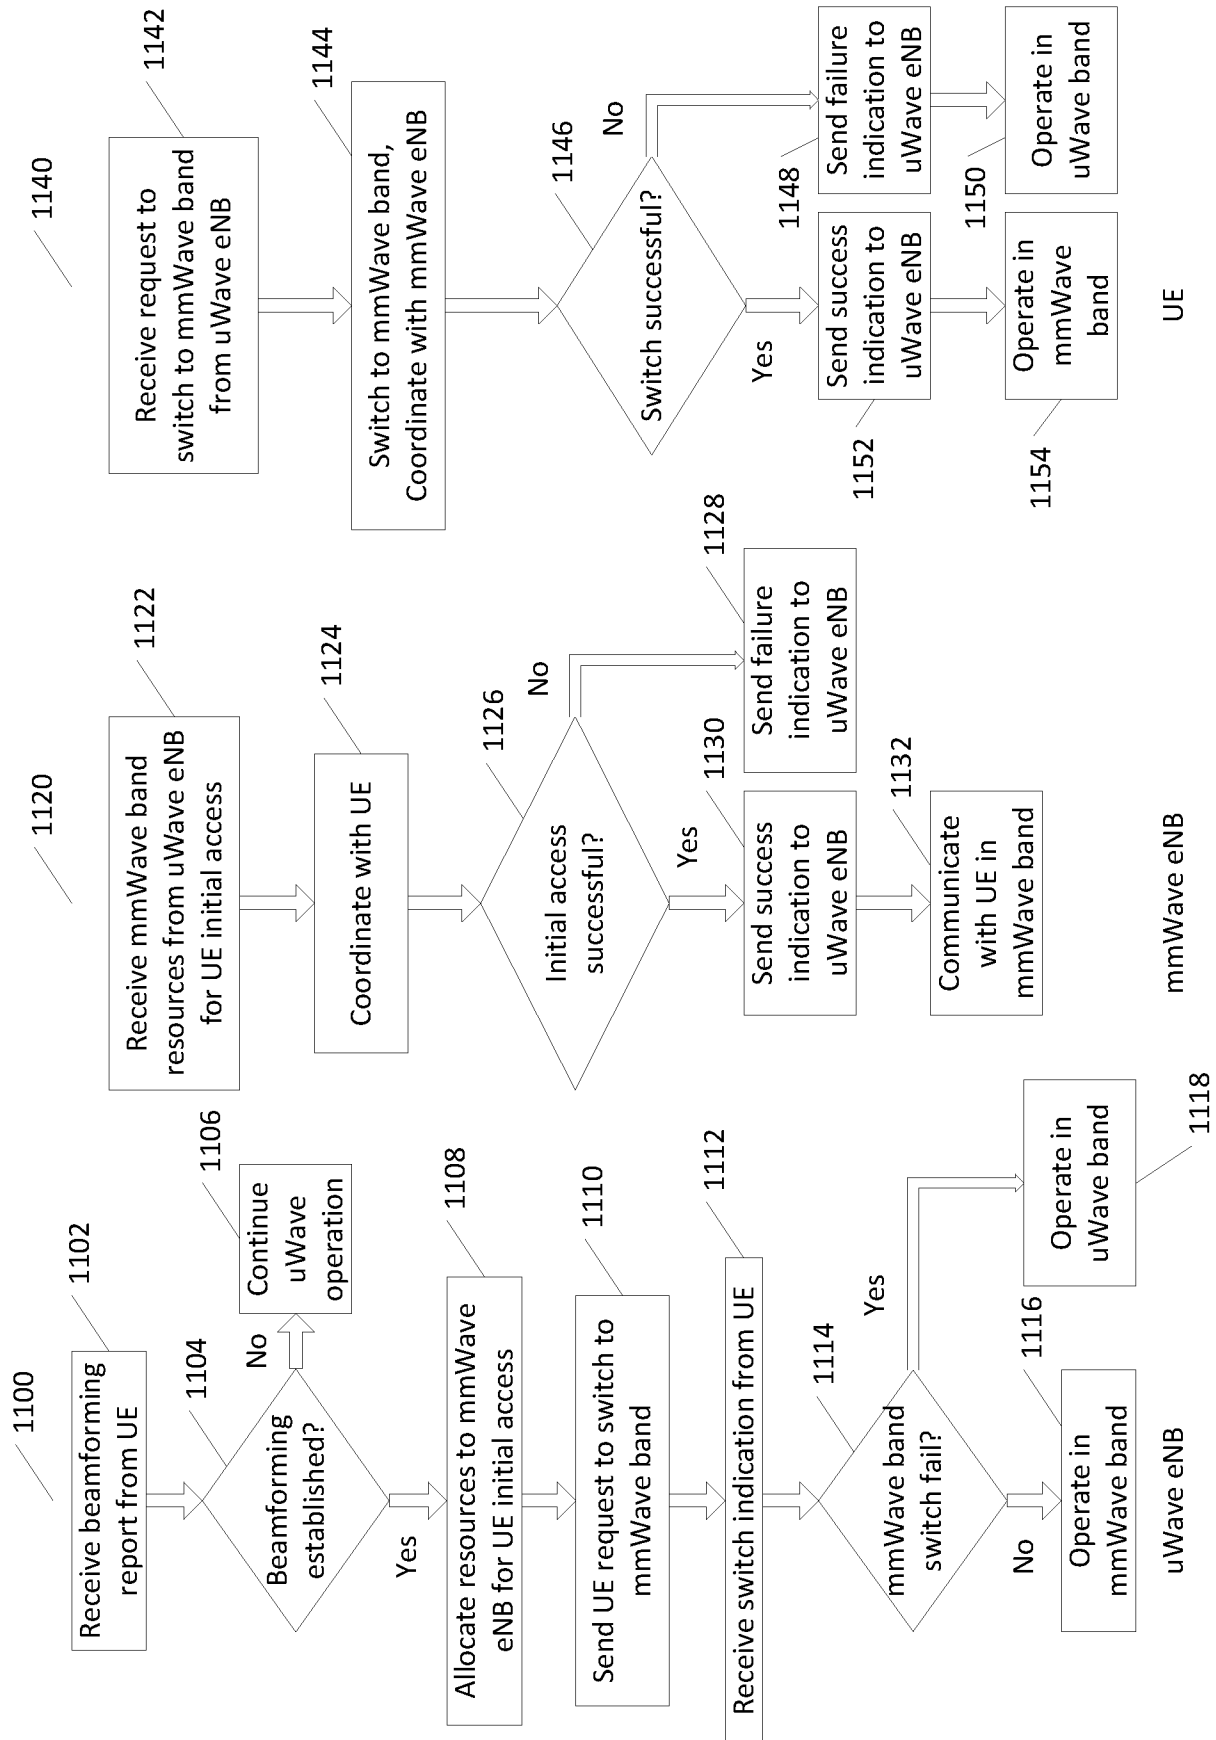 1100
1102
Receive beamforming
report from UE
1104
Beamforming
established?
No
1106
Continue
uWave
operation
Yes
1108
Allocate resources to mmWave
eNB for UE initial access
1110
Send UE request to switch to
mmWave band
1112
Receive switch indication from UE
1114
mmWave band
switch fail?
Yes
No
1116
Operate in
mmWave band
Operate in
uWave band
1118
uWave eNB
1120
1122
Receive mmWave band
resources from uWave eNB
for UE initial access
1124
Coordinate with UE
1126
Initial access
successful?
No
Yes
1130
Send success
indication to
uWave eNB
1128
Send failure
indication to
uWave eNB
1132
Communicate
with UE in
mmWave band
mmWave eNB
1140
1142
Receive request to
switch to mmWave band
from uWave eNB
1144
Switch to mmWave band,
Coordinate with mmWave eNB
1146
Switch successful?
No
Yes
1152
Send success
indication to
uWave eNB
1148
Send failure
indication to
uWave eNB
1154
Operate in
mmWave
band
1150
Operate in
uWave band
UE